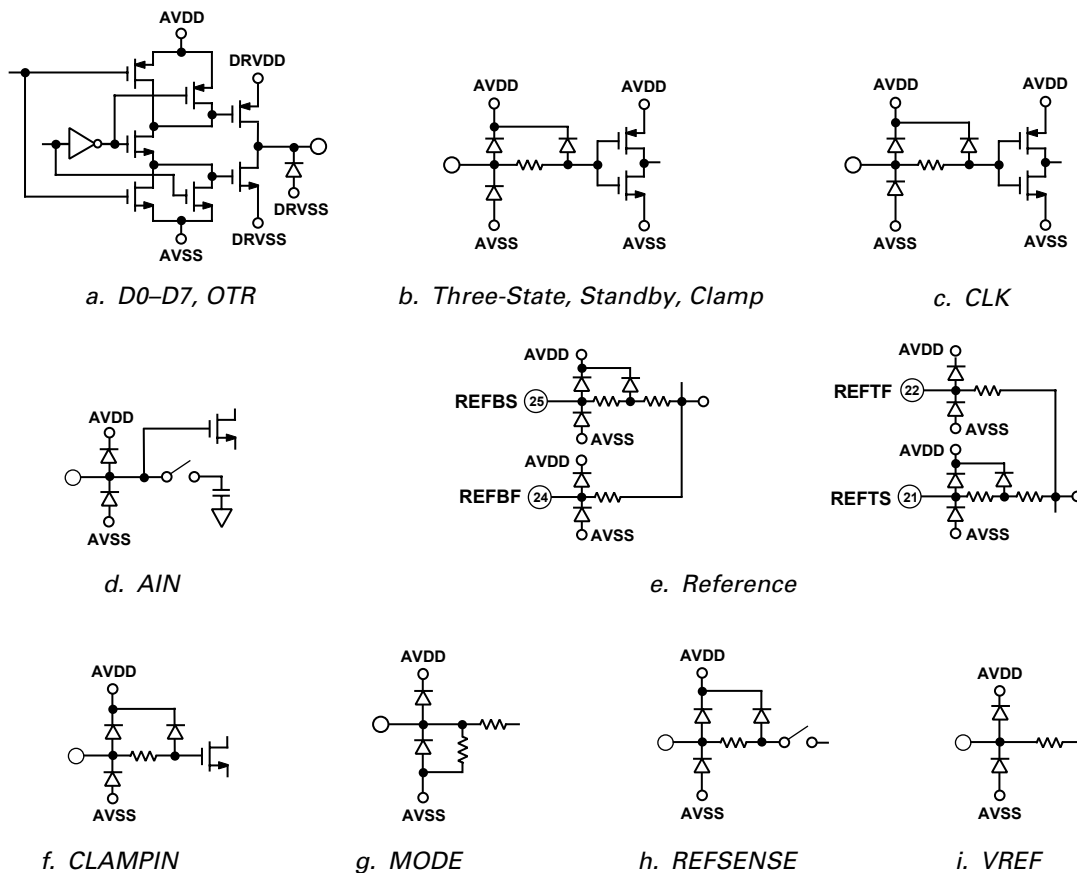 AVDD
DRVDD
DRVSS
AVSS
DRVSS
a. D0–D7, OTR
AVDD
AVDD
AVSS
AVSS
b. Three-State, Standby, Clamp
AVDD
AVDD
AVSS
AVSS
c. CLK
AVDD
AVSS
d. AIN
AVDD
REFBS 25
AVSS
AVDD
REFBF 24
AVSS
AVDD
REFTF 22
AVSS
AVDD
REFTS 21
AVSS
e. Reference
AVDD
AVSS
f. CLAMPIN
AVDD
AVSS
g. MODE
AVDD
AVSS
h. REFSENSE
AVDD
AVSS
i. VREF